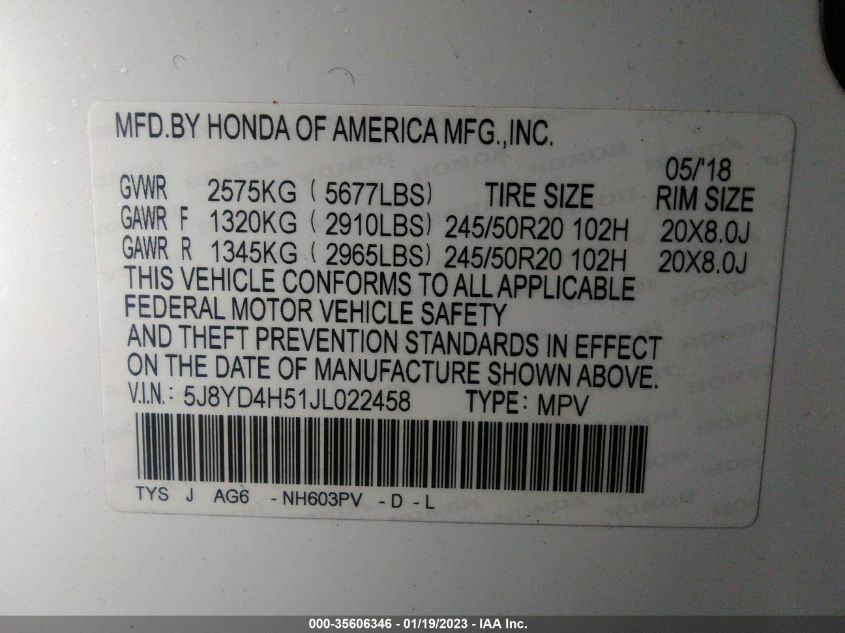 MFD.BY HONDA OF AMERICA MFG.,INC.
05/'18
GVWR 2575KG (5677LBS) TIRE SIZE RIM SIZE
GAWR F 1320KG (2910LBS) 245/50R20 102H 20X8.0J
GAWR R 1345KG (2965LBS) 245/50R20 102H 20X8.0J
THIS VEHICLE CONFORMS TO ALL APPLICABLE
FEDERAL MOTOR VEHICLE SAFETY
AND THEFT PREVENTION STANDARDS IN EFFECT
ON THE DATE OF MANUFACTURE SHOWN ABOVE.
V.I.N.: 5J8YD4H51JL022458 TYPE: MPV
TYS J AG6 -NH603PV -D -L
000-35606346 - 01/19/2023 - IAA Inc.